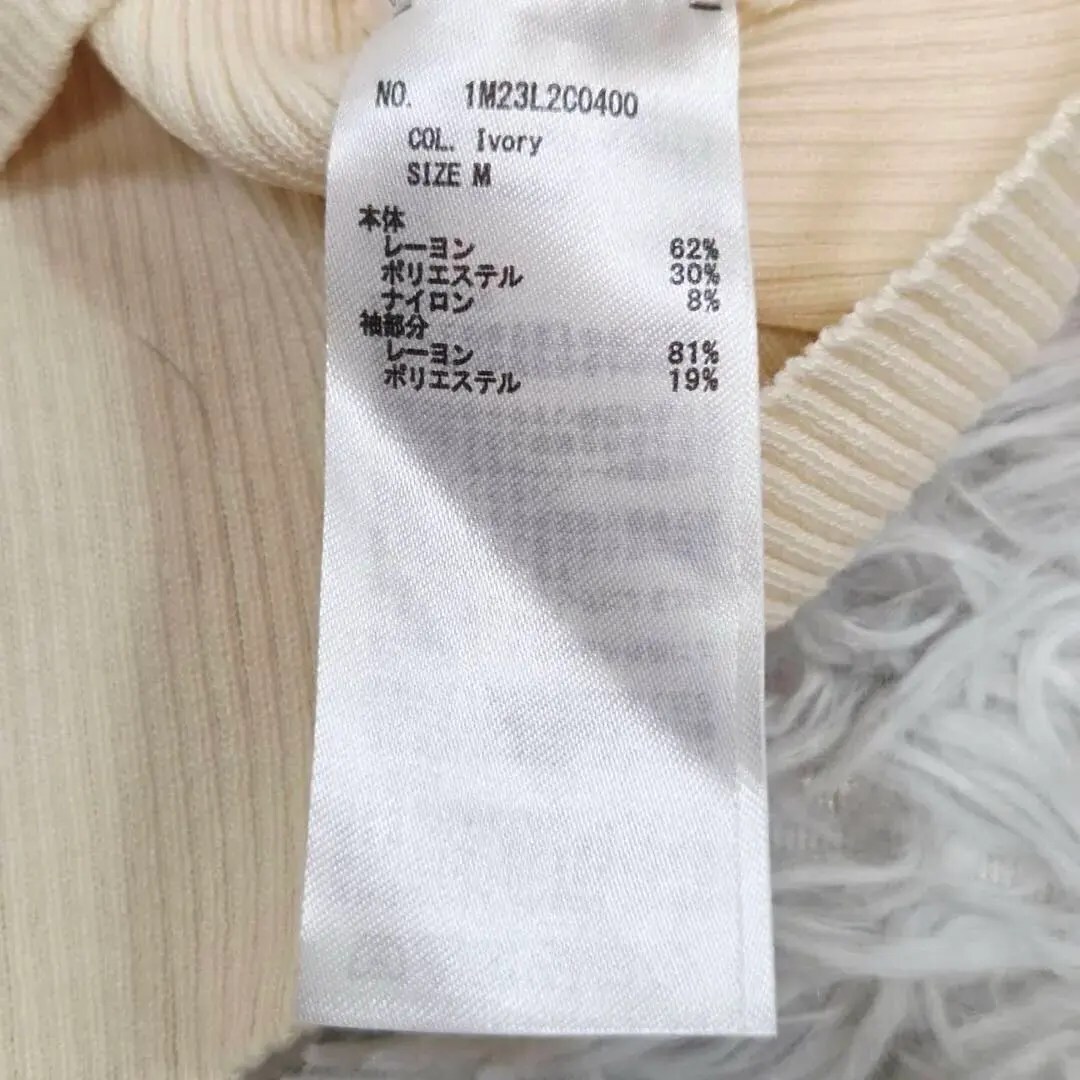 NO. 1M23L2C0400
COL. Ivory
SIZE M
本体
レーヨン 62%
ポリエステル 30%
ナイロン 8%
袖部分
レーヨン 81%
ポリエステル 19%